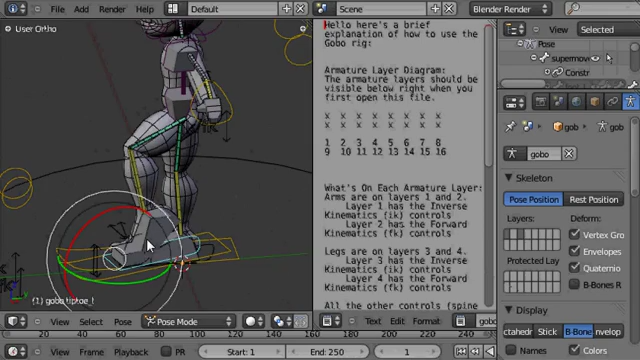 File
Add
Render
Help
Default
Scene
Blender Render
User Ortho
(1) gobo:tiptoe_l
View
Select
Pose
Pose Mode
View
Marker
Frame
Playback
PR
Start: 1
End: 250
1
Hello here's a brief
explanation of how to use the
Gobo rig:
Armature Layer Diagram:
The armature layers should be
visible below right when you
first open this file.
x x x x x x x x
x x x x x x x x
1 2 3 4 5 6 7 8
9 10 11 12 13 14 15 16
What's On Each Armature Layer:
Arms are on layers 1 and 2.
Layer 1 has the Inverse
Kinematics (ik) controls
Layer 2 has the Forward
Kinematics (fk) controls
Legs are on layers 3 and 4.
Layer 3 has the Inverse
Kinematics (ik) controls
Layer 4 has the Forward
Kinematics (fk) controls
All the other controls (spine
Text
Edit
Format
View
Selected
Pose
supermov
Constr
gob
gob
gobo
Skeleton
Pose Position
Rest Position
Layers:
Deform:
Vertex Gro
Envelopes
Protected Lay
Quaternio
B-Bones R
Display
Stick
B-Bone
Names
Colors